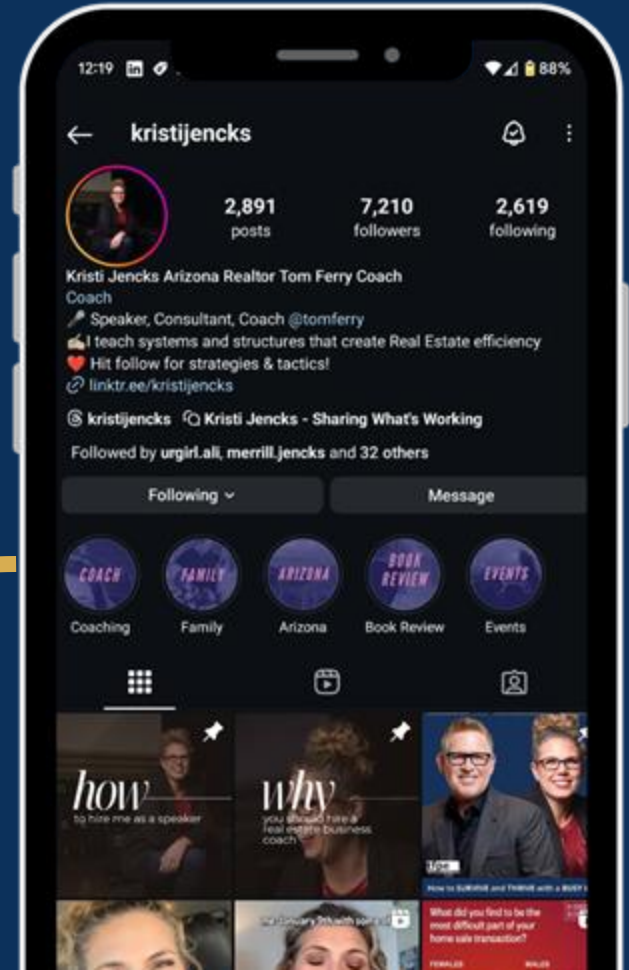 12:19
in
88%
kristijencks
2,891 7,210 2,619
posts followers following
Kristi Jencks Arizona Realtor Tom Ferry Coach
Coach
Speaker, Consultant, Coach @tomferry
I teach systems and structures that create Real Estate efficiency
Hit follow for strategies & tactics!
linktr.ee/kristijencks
kristijencks Kristi Jencks - Sharing What's Working
Followed by urgirl.ali, merrill.jencks and 32 others
Following Message
COACH FAMILY ARIZONA BOOK REVIEW EVENTS
Coaching Family Arizona Book Review Events
how
to hire me as a speaker
why
you should hire a
real estate business
coach
How to SURVIVE and THRIVE with a BUSY
What did you find to be the
most difficult part of your
home sale transaction?
FEMALES MALES